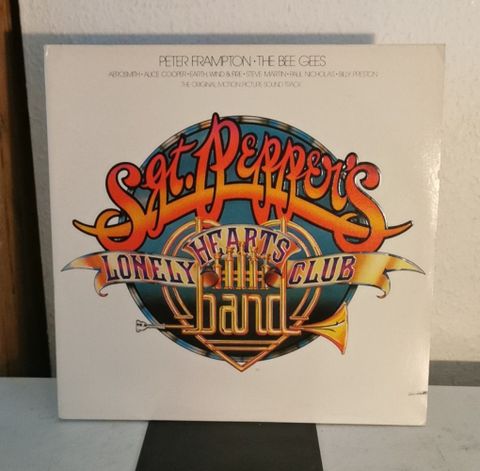 PETER FRAMPTON • THE BEE GEES
AEROSMITH • ALICE COOPER • EARTH, WIND & FIRE • STEVE MARTIN • PAUL NICHOLAS • BILLY PRESTON
THE ORIGINAL MOTION PICTURE SOUND TRACK
Sgt. PEPPER'S
LONELY HEARTS CLUB
band